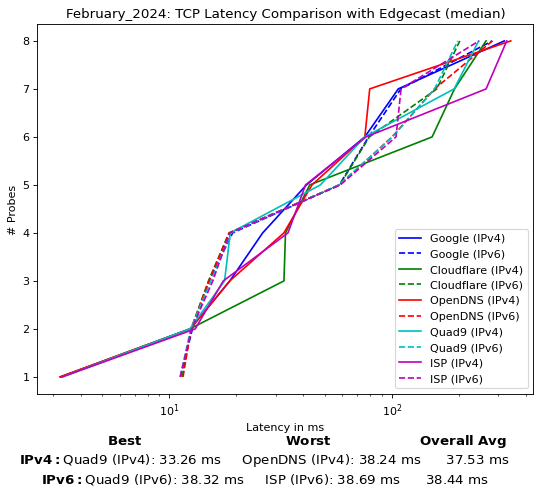 February_2024: TCP Latency Comparison with Edgecast (median)
8
7
6
5
4
3
2
1
# Probes
Google (IPv4)
Google (IPv6)
Cloudflare (IPv4)
Cloudflare (IPv6)
OpenDNS (IPv4)
OpenDNS (IPv6)
Quad9 (IPv4)
Quad9 (IPv6)
ISP (IPv4)
ISP (IPv6)
10¹ 10²
Latency in ms
Best Worst Overall Avg
IPv4: Quad9 (IPv4): 33.26 ms OpenDNS (IPv4): 38.24 ms 37.53 ms
IPv6: Quad9 (IPv6): 38.32 ms ISP (IPv6): 38.69 ms 38.44 ms